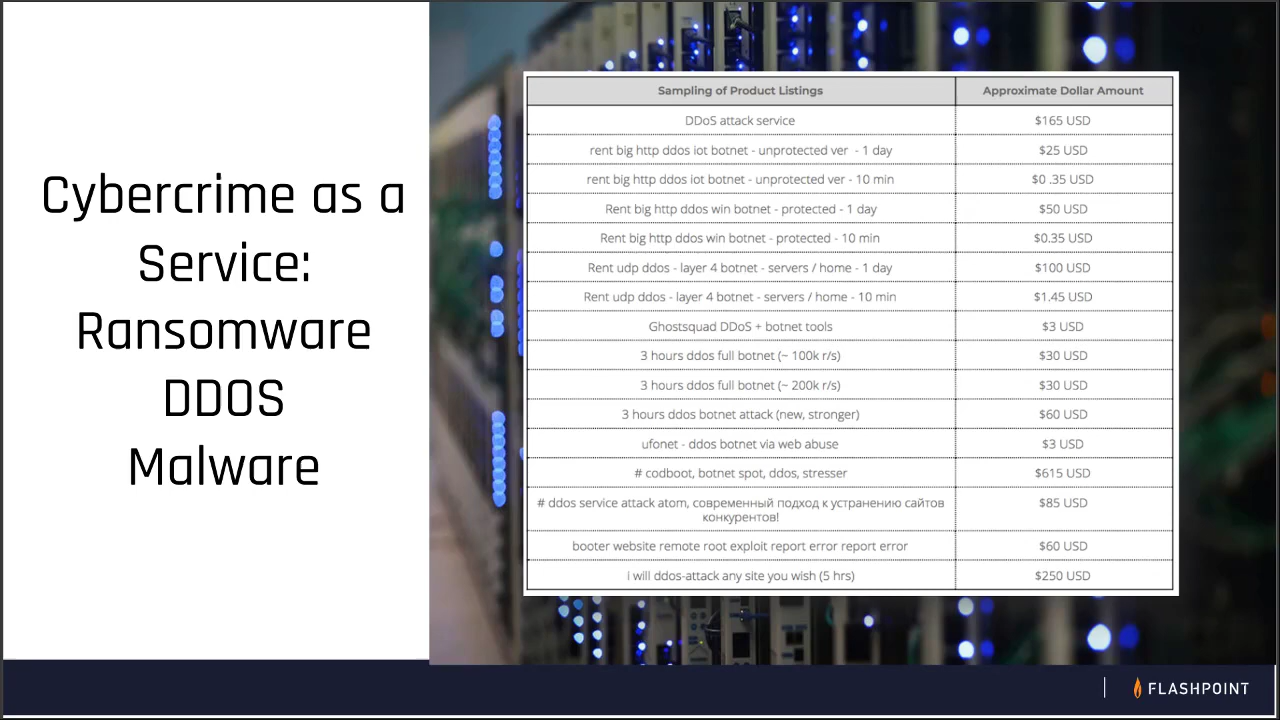 Cybercrime as a
Service:
Ransomware
DDOS
Malware
Sampling of Product Listings Approximate Dollar Amount
DDoS attack service $165 USD
rent big http ddos iot botnet - unprotected ver - 1 day $25 USD
rent big http ddos iot botnet - unprotected ver - 10 min $0 .35 USD
Rent big http ddos win botnet - protected - 1 day $50 USD
Rent big http ddos win botnet - protected - 10 min $0.35 USD
Rent udp ddos - layer 4 botnet - servers / home - 1 day $100 USD
Rent udp ddos - layer 4 botnet - servers / home - 10 min $1.45 USD
Ghostsquad DDoS + botnet tools $3 USD
3 hours ddos full botnet (~ 100k r/s) $30 USD
3 hours ddos full botnet (~ 200k r/s) $30 USD
3 hours ddos botnet attack (new, stronger) $60 USD
ufonet - ddos botnet via web abuse $3 USD
# codboot, botnet spot, ddos, stresser $615 USD
# ddos service attack atom, современный подход к устранению сайтов $85 USD
конкурентов!
booter website remote root exploit report error report error $60 USD
i will ddos-attack any site you wish (5 hrs) $250 USD
FLASHPOINT